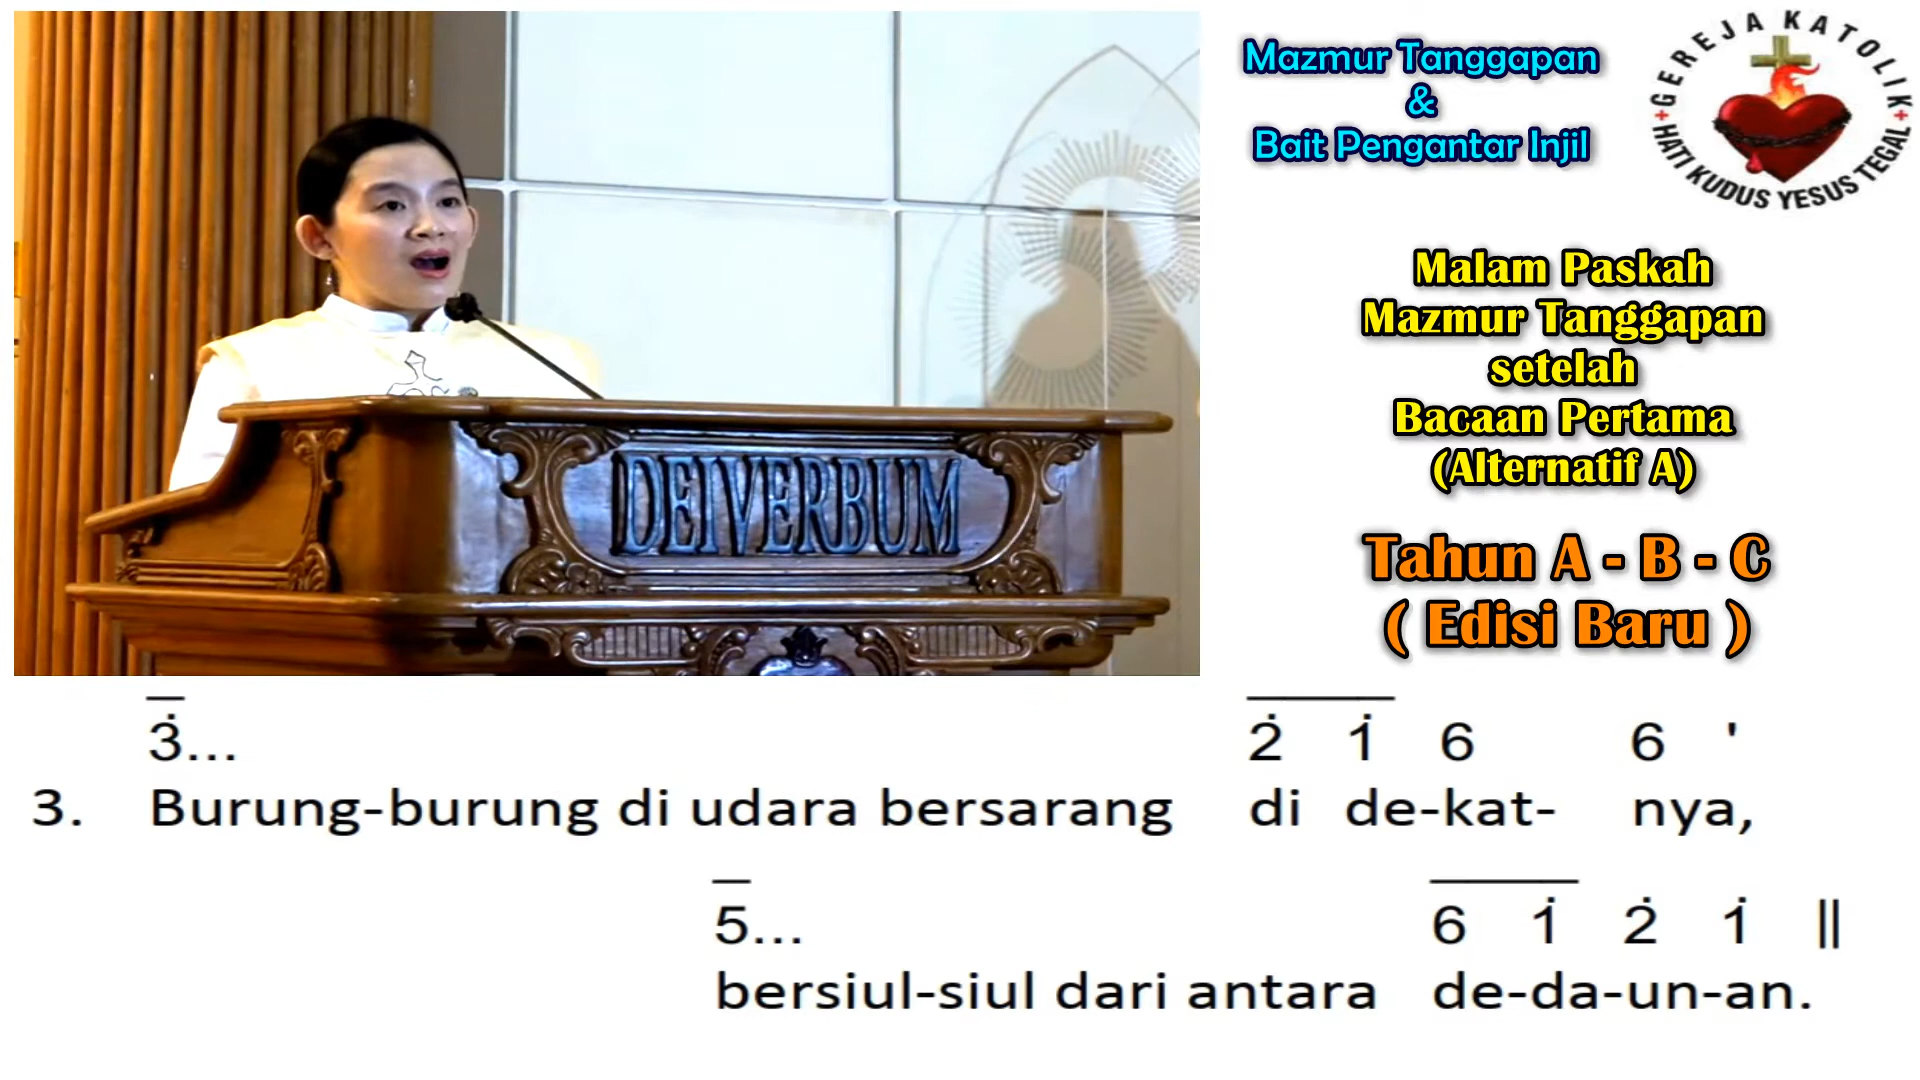 Mazmur Tanggapan
&
Bait Pengantar Injil
GEREJA KATOLIK
HATI KUDUS YESUS TEGAL
Malam Paskah
Mazmur Tanggapan
setelah
Bacaan Pertama
(Alternatif A)
Tahun A - B - C
( Edisi Baru )
DEIVERBUM
3̇... 2̇ 1̇ 6 6 '
3. Burung-burung di udara bersarang di de-kat- nya,
5... 6 1̇ 2̇ 1̇ ||
bersiul-siul dari antara de-da-un-an.